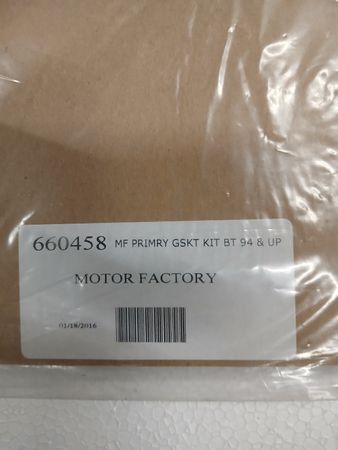 660458 MF PRIMRY GSKT KIT BT 94 & UP
MOTOR FACTORY
01/18/2016